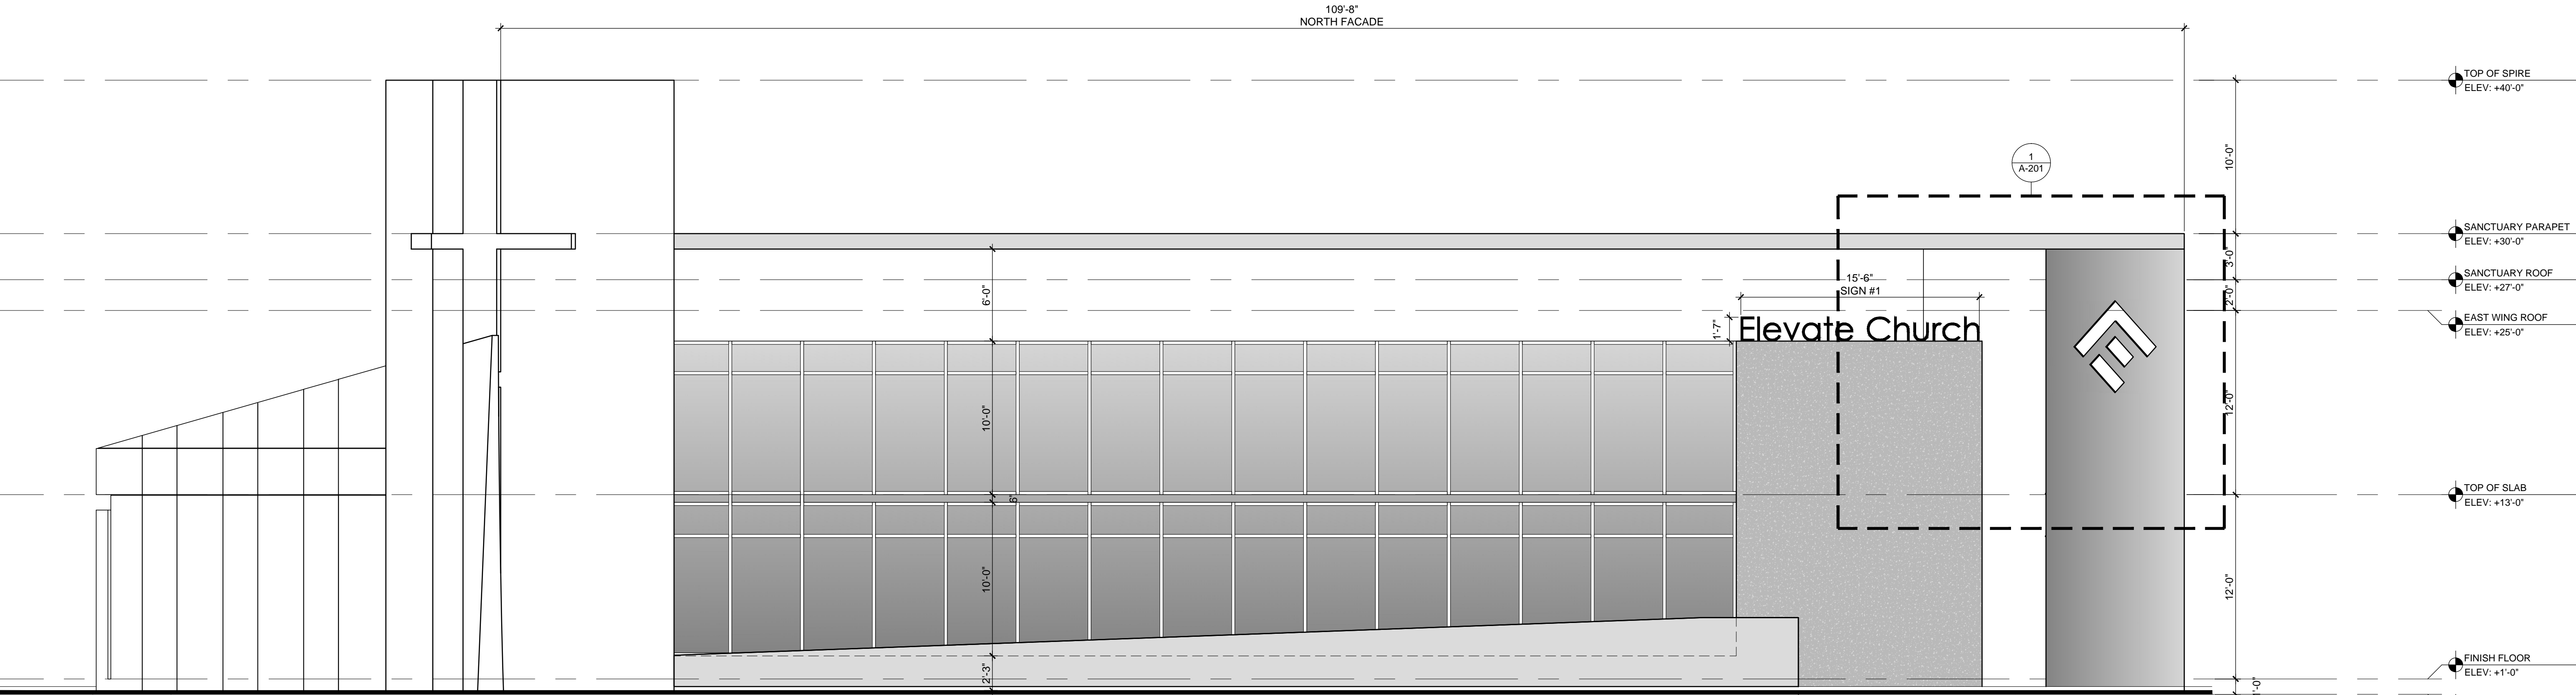 109'-8"
NORTH FACADE
TOP OF SPIRE
ELEV: +40'-0"
10'-0"
1
A-201
SANCTUARY PARAPET
ELEV: +30'-0"
3'-0"
SANCTUARY ROOF
ELEV: +27'-0"
15'-6"
SIGN #1
6'-0"
2'-0"
EAST WING ROOF
ELEV: +25'-0"
1'-7"
Elevate Church
10'-0"
12'-0"
TOP OF SLAB
ELEV: +13'-0"
6"
10'-0"
12'-0"
FINISH FLOOR
ELEV: +1'-0"
2'-3"
1'-0"